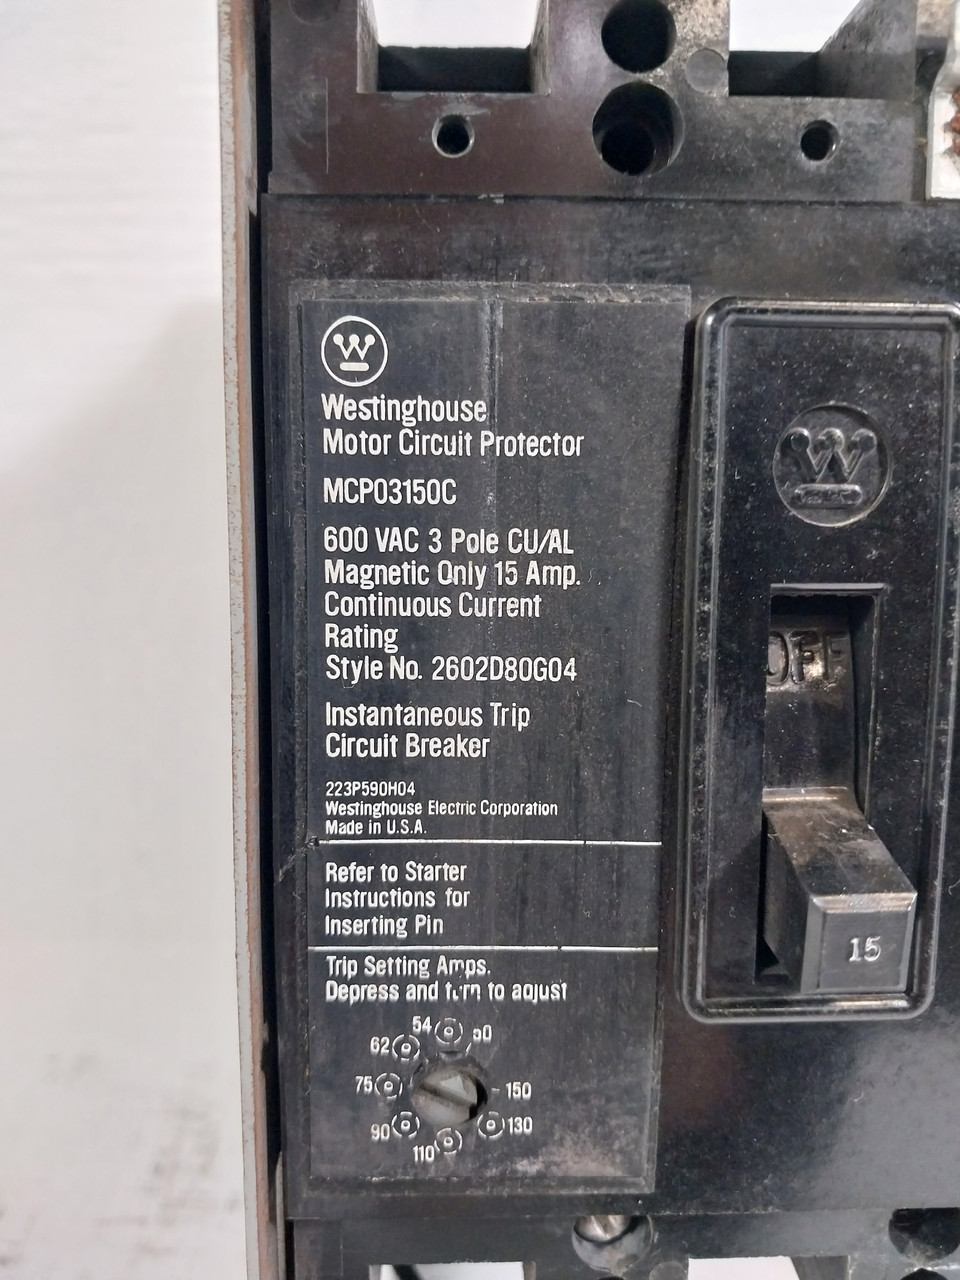 Westinghouse
Motor Circuit Protector
MCP03150C
600 VAC 3 Pole CU/AL
Magnetic Only 15 Amp.
Continuous Current
Rating
Style No. 2602D80G04
Instantaneous Trip
Circuit Breaker
223P590H04
Westinghouse Electric Corporation
Made in U.S.A.
Refer to Starter
Instructions for
Inserting Pin
Trip Setting Amps.
Depress and turn to adjust
54
50
62
75
150
90
130
110
OFF
15